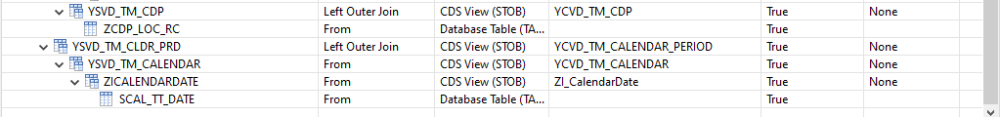 YSVD_TM_CDP Left Outer Join CDS View (STOB) YCVD_TM_CDP True None
ZCDP_LOC_RC From Database Table (TA... True
YSVD_TM_CLDR_PRD Left Outer Join CDS View (STOB) YCVD_TM_CALENDAR_PERIOD True None
YSVD_TM_CALENDAR From CDS View (STOB) YCVD_TM_CALENDAR True None
ZICALENDARDATE From CDS View (STOB) ZI_CalendarDate True None
SCAL_TT_DATE From Database Table (TA... True